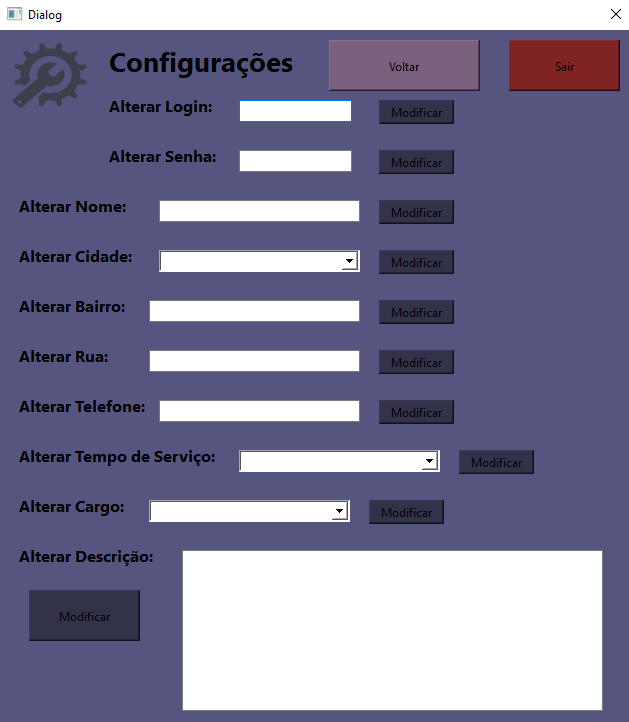 Dialog
Configurações
Voltar
Sair
Alterar Login:
Modificar
Alterar Senha:
Modificar
Alterar Nome:
Modificar
Alterar Cidade:
Modificar
Alterar Bairro:
Modificar
Alterar Rua:
Modificar
Alterar Telefone:
Modificar
Alterar Tempo de Serviço:
Modificar
Alterar Cargo:
Modificar
Alterar Descrição:
Modificar